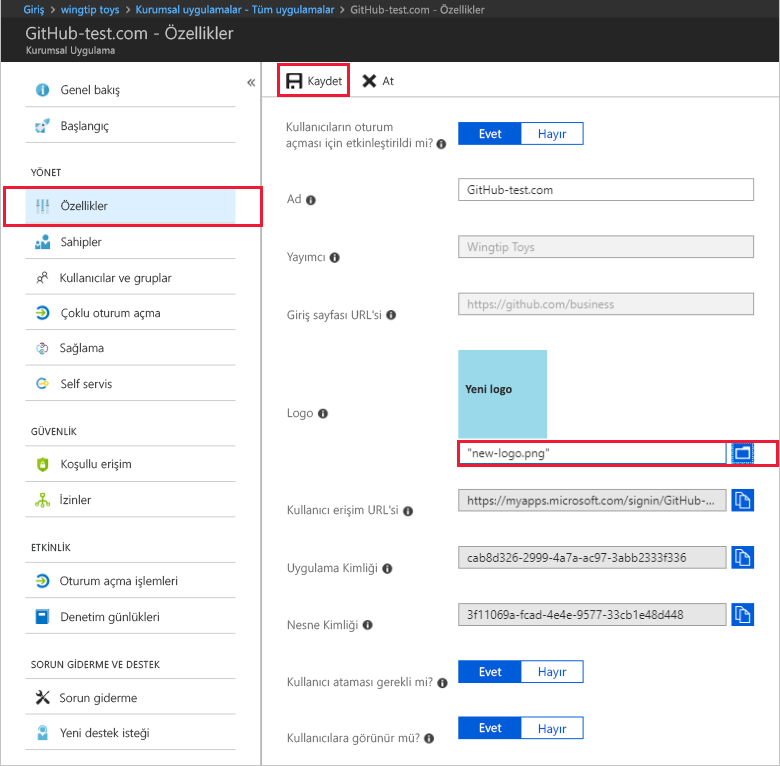 Giriş > wingtip toys > Kurumsal uygulamalar - Tüm uygulamalar > GitHub-test.com - Özellikler
GitHub-test.com - Özellikler
Kurumsal Uygulama
Genel bakış
Başlangıç
YÖNET
Özellikler
Sahipler
Kullanıcılar ve gruplar
Çoklu oturum açma
Sağlama
Self servis
GÜVENLİK
Koşullu erişim
İzinler
ETKİNLİK
Oturum açma işlemleri
Denetim günlükleri
SORUN GİDERME VE DESTEK
Sorun giderme
Yeni destek isteği
«
Kaydet At
Kullanıcıların oturum
açması için etkinleştirildi mi? Evet Hayır
Ad GitHub-test.com
Yayımcı Wingtip Toys
Giriş sayfası URL'si https://github.com/business
Logo Yeni logo
"new-logo.png"
Kullanıcı erişim URL'si https://myapps.microsoft.com/signin/GitHub-...
Uygulama Kimliği cab8d326-2999-4a7a-ac97-3abb2333f336
Nesne Kimliği 3f11069a-fcad-4e4e-9577-33cb1e48d448
Kullanıcı ataması gerekli mi? Evet Hayır
Kullanıcılara görünür mü? Evet Hayır